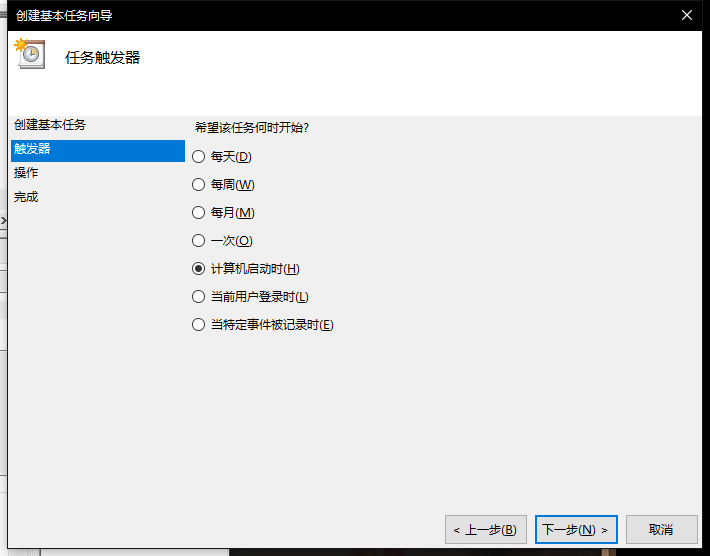 创建基本任务向导
任务触发器
创建基本任务
触发器
操作
完成
希望该任务何时开始?
每天(D)
每周(W)
每月(M)
一次(O)
计算机启动时(H)
当前用户登录时(L)
当特定事件被记录时(E)
< 上一步(B)
下一步(N) >
取消